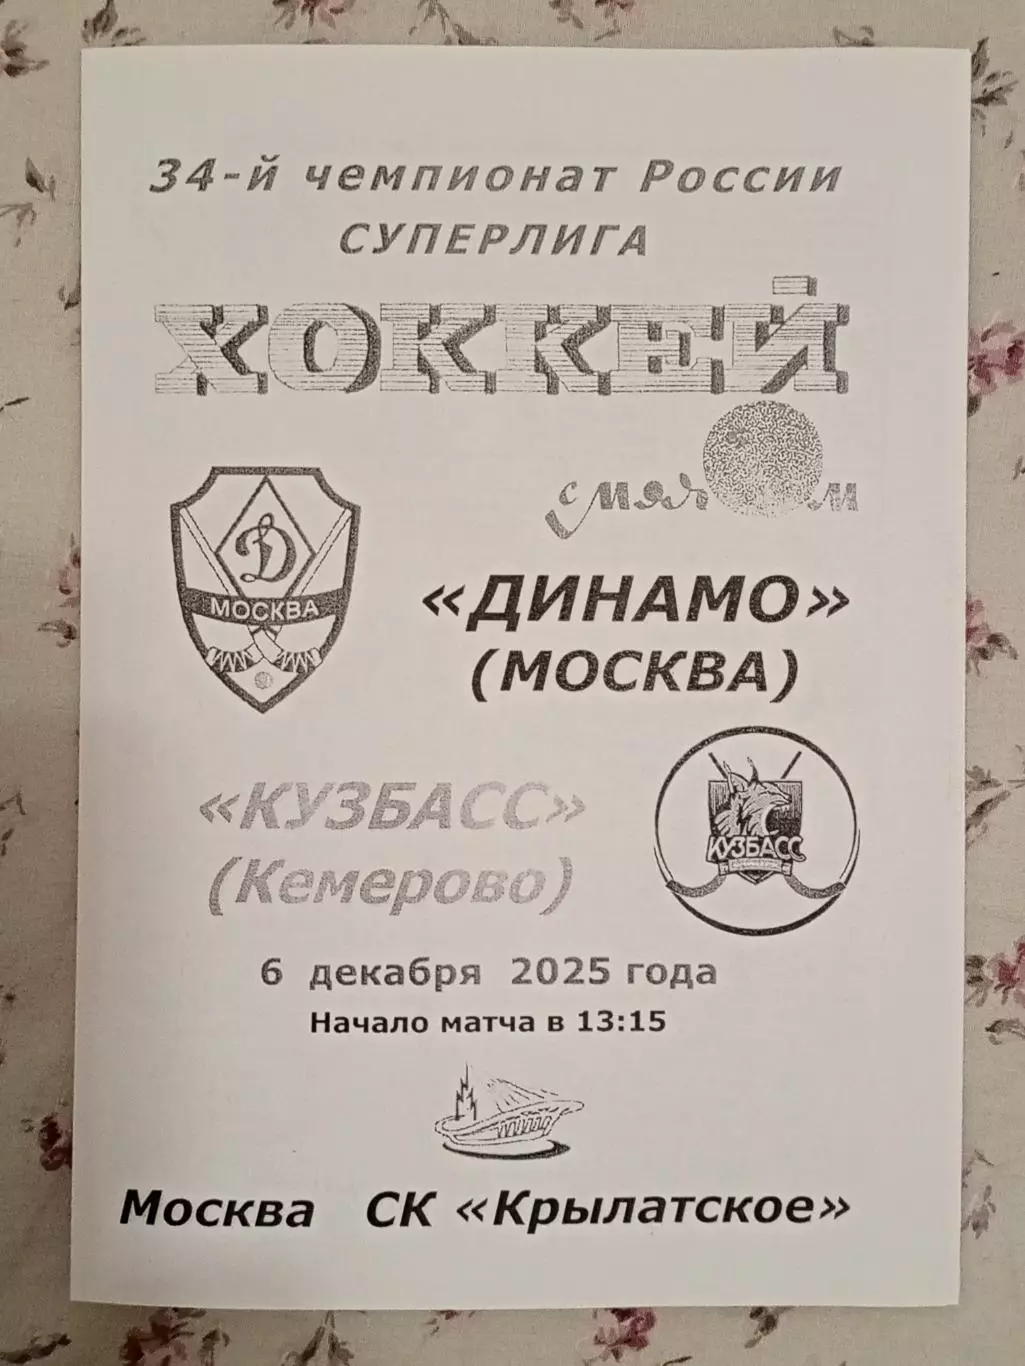 34-й чемпионат России
СУПЕРЛИГА
ХОККЕЙ
с мячом
Д
МОСКВА
«ДИНАМО»
(МОСКВА)
«КУЗБАСС»
(Кемерово)
КУЗБАСС
6 декабря 2025 года
Начало матча в 13:15
Москва СК «Крылатское»